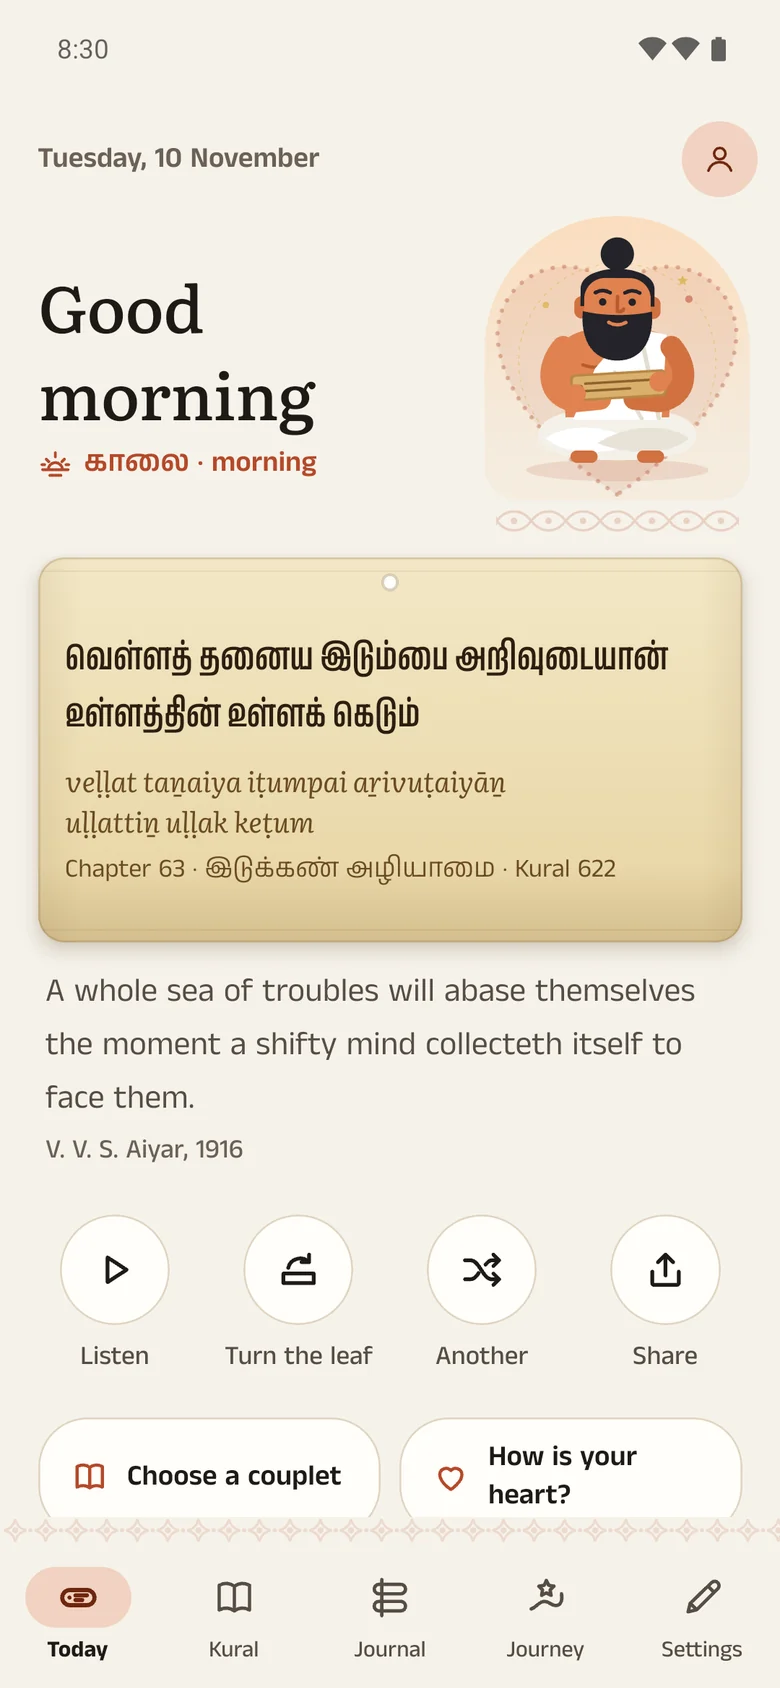 8:30
Tuesday, 10 November
Good
morning
காலை · morning
வெள்ளத் தனைய இடும்பை அறிவுடையான்
உள்ளத்தின் உள்ளக் கெடும்
veḷḷat taṉaiya iṭumpai aṟivuṭaiyāṉ
uḷḷattiṉ uḷḷak keṭum
Chapter 63 · இடுக்கண் அழியாமை · Kural 622
A whole sea of troubles will abase themselves
the moment a shifty mind collecteth itself to
face them.
V. V. S. Aiyar, 1916
Listen
Turn the leaf
Another
Share
Choose a couplet
How is your
heart?
Today
Kural
Journal
Journey
Settings